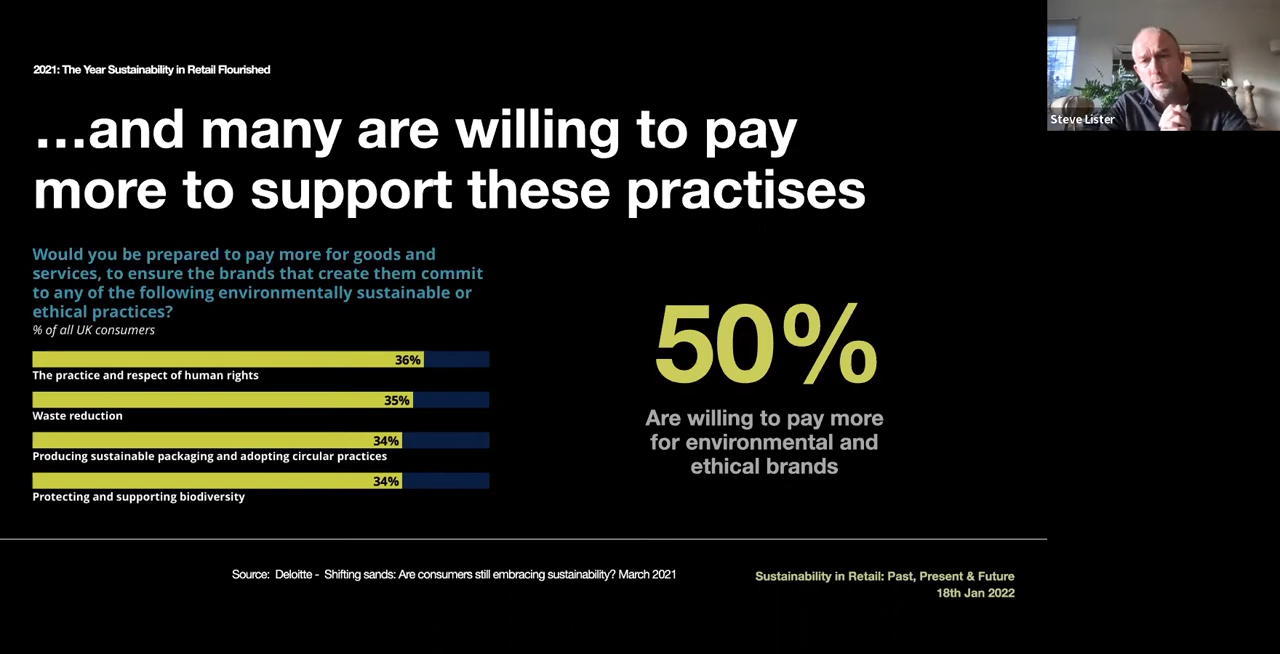 2021: The Year Sustainability in Retail Flourished
…and many are willing to pay
more to support these practises
Would you be prepared to pay more for goods and
services, to ensure the brands that create them commit
to any of the following environmentally sustainable or
ethical practices?
% of all UK consumers
36%
The practice and respect of human rights
35%
Waste reduction
34%
Producing sustainable packaging and adopting circular practices
34%
Protecting and supporting biodiversity
50%
Are willing to pay more
for environmental and
ethical brands
Source: Deloitte - Shifting sands: Are consumers still embracing sustainability? March 2021
Sustainability in Retail: Past, Present & Future
18th Jan 2022
Steve Lister